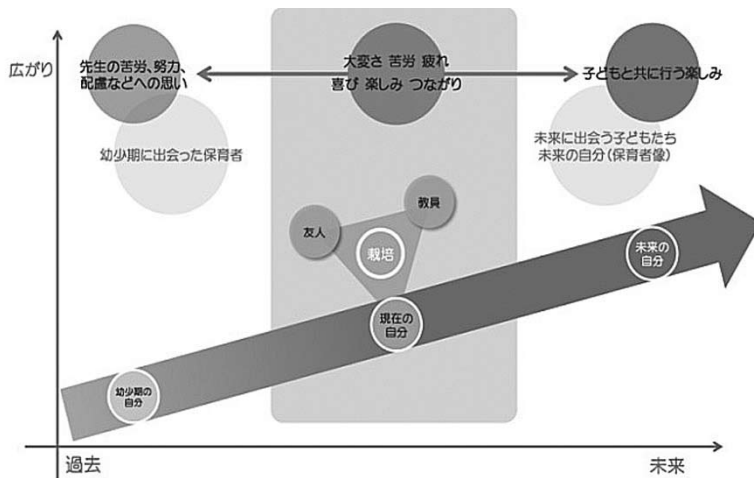 広がり
先生の苦労、努力、
配慮などへの思い
大変さ 苦労 疲れ
喜び 楽しみ つながり
子どもと共に行う楽しみ
幼少期に出会った保育者
未来に出会う子どもたち
未来の自分(保育者像)
教員
友人
栽培
未来の
自分
現在の
自分
幼少期の
自分
過去
未来